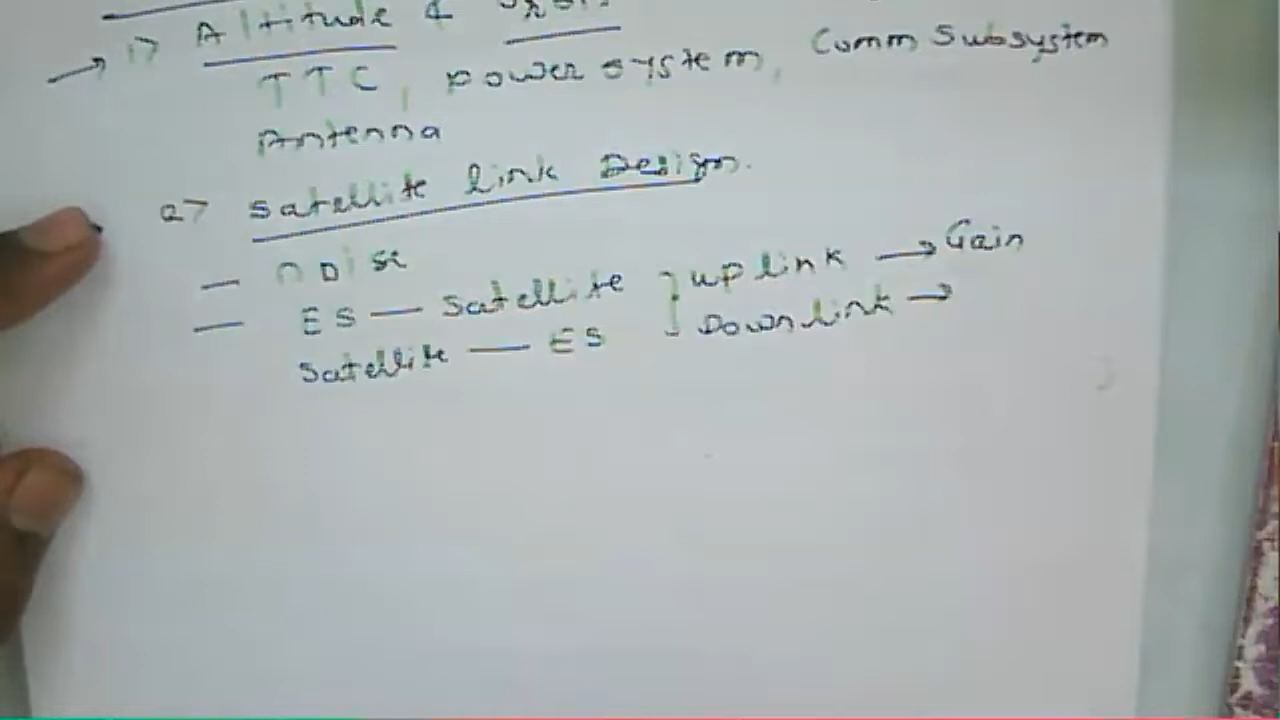 → 1) Altitude &
TTC, power system, Comm Subsystem
Antenna
2) Satellite link Design.
— noise
— ES — Satellite } uplink → Gain
Satellite — ES } Downlink →